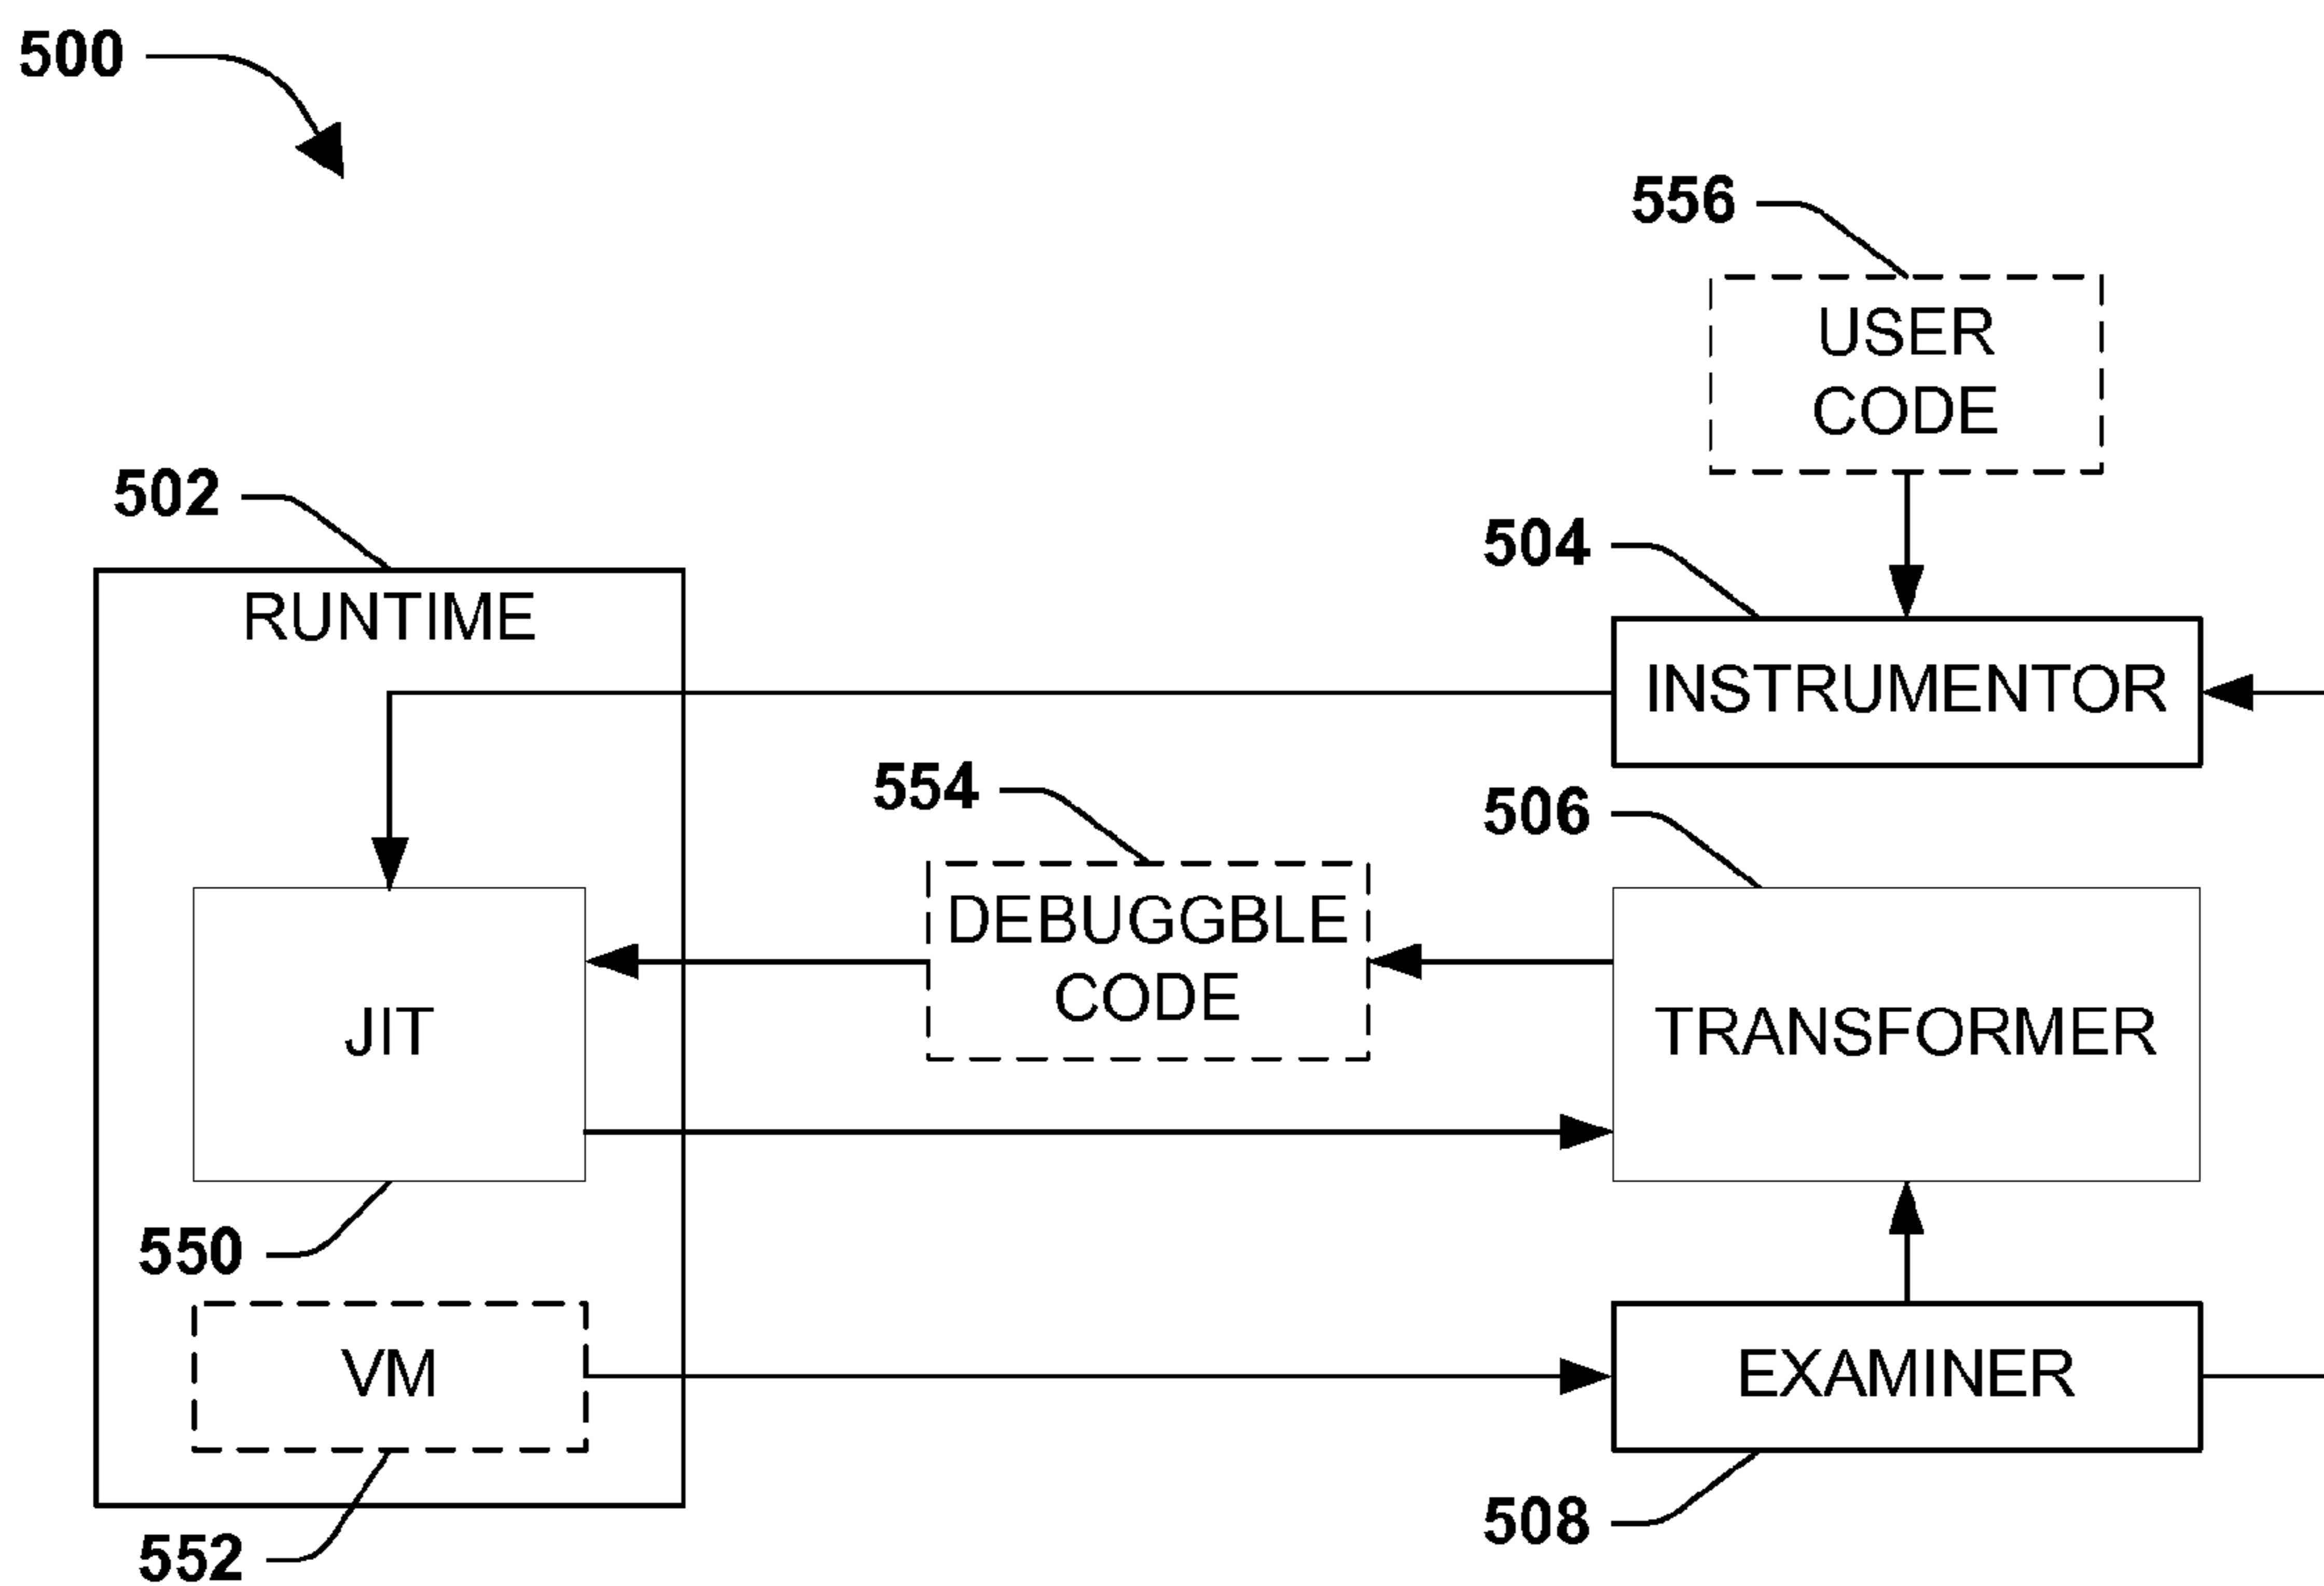 500
556
USER
CODE
502
504
RUNTIME
INSTRUMENTOR
554
506
DEBUGGBLE
CODE
JIT
TRANSFORMER
550
VM
EXAMINER
508
552